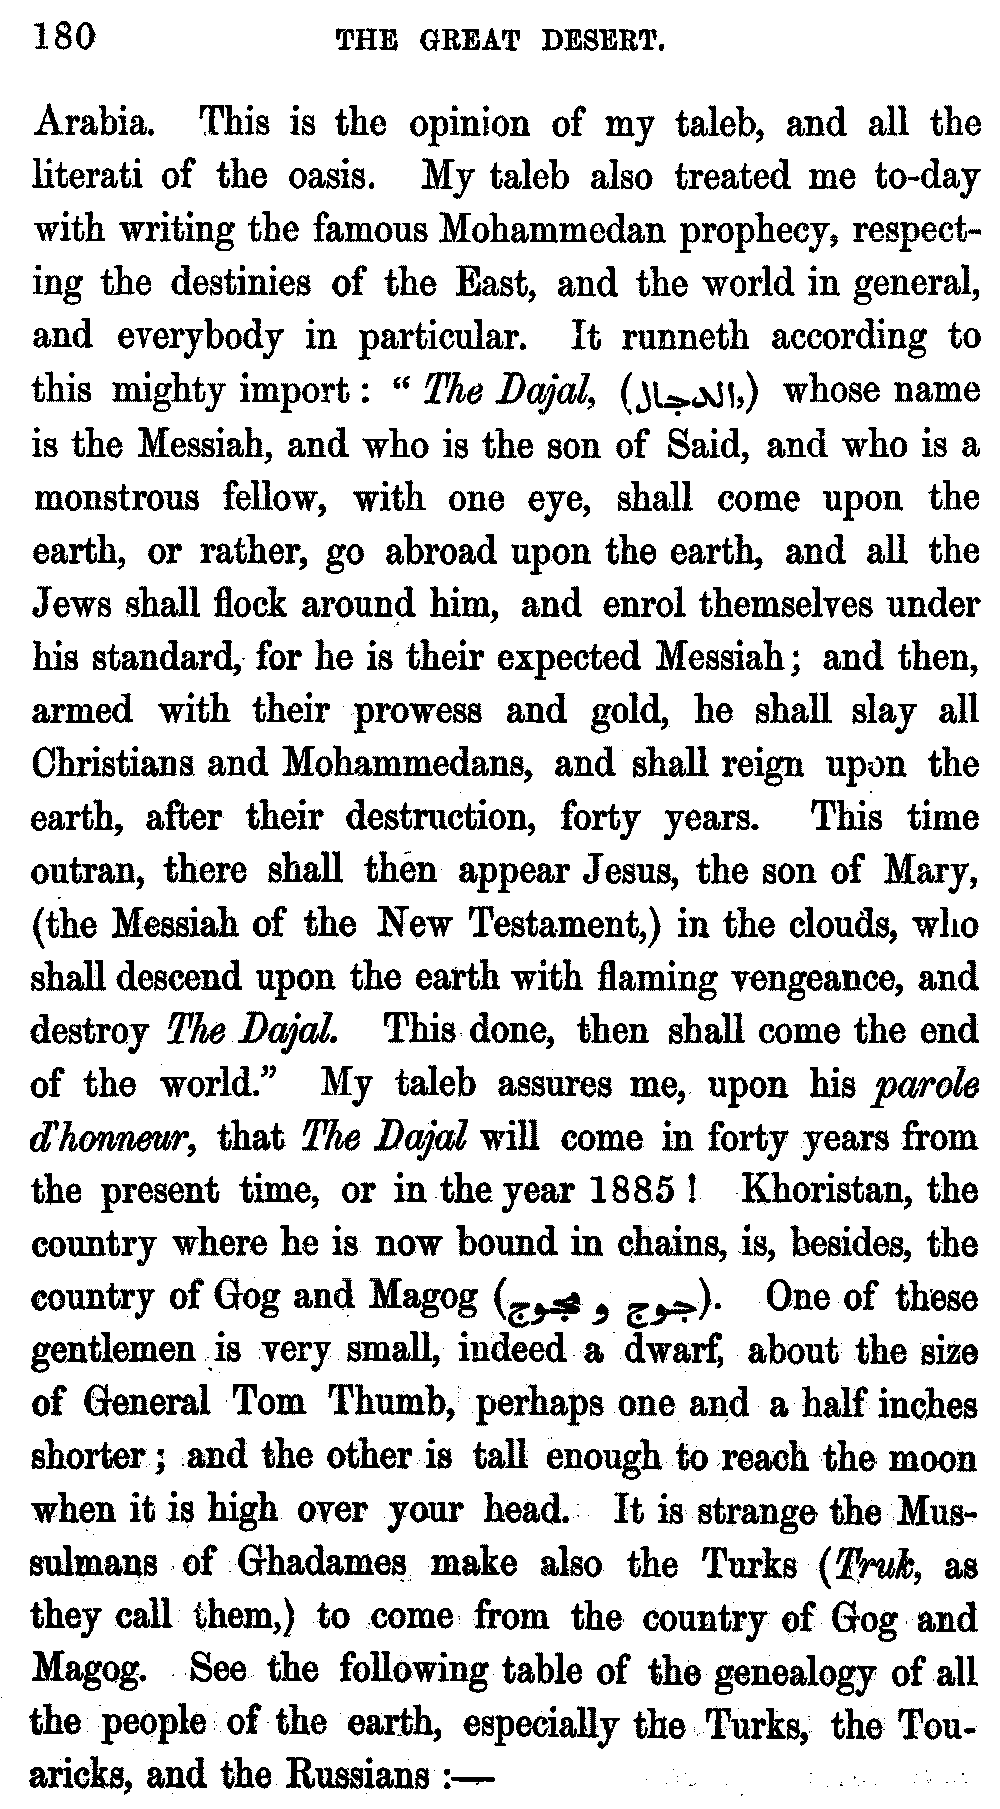 180 THE GREAT DESERT.
Arabia. This is the opinion of my taleb, and all the
literati of the oasis. My taleb also treated me to-day
with writing the famous Mohammedan prophecy, respect-
ing the destinies of the East, and the world in general,
and everybody in particular. It runneth according to
this mighty import : “ The Dajal, (الدجال,) whose name
is the Messiah, and who is the son of Said, and who is a
monstrous fellow, with one eye, shall come upon the
earth, or rather, go abroad upon the earth, and all the
Jews shall flock around him, and enrol themselves under
his standard, for he is their expected Messiah; and then,
armed with their prowess and gold, he shall slay all
Christians and Mohammedans, and shall reign upon the
earth, after their destruction, forty years. This time
outran, there shall then appear Jesus, the son of Mary,
(the Messiah of the New Testament,) in the clouds, who
shall descend upon the earth with flaming vengeance, and
destroy The Dajal. This done, then shall come the end
of the world.” My taleb assures me, upon his parole
d'honneur, that The Dajal will come in forty years from
the present time, or in the year 1885 ! Khoristan, the
country where he is now bound in chains, is, besides, the
country of Gog and Magog (جوج و مجوج). One of these
gentlemen is very small, indeed a dwarf, about the size
of General Tom Thumb, perhaps one and a half inches
shorter ; and the other is tall enough to reach the moon
when it is high over your head. It is strange the Mus-
sulmans of Ghadames make also the Turks (Truk, as
they call them,) to come from the country of Gog and
Magog. See the following table of the genealogy of all
the people of the earth, especially the Turks, the Tou-
aricks, and the Russians :—